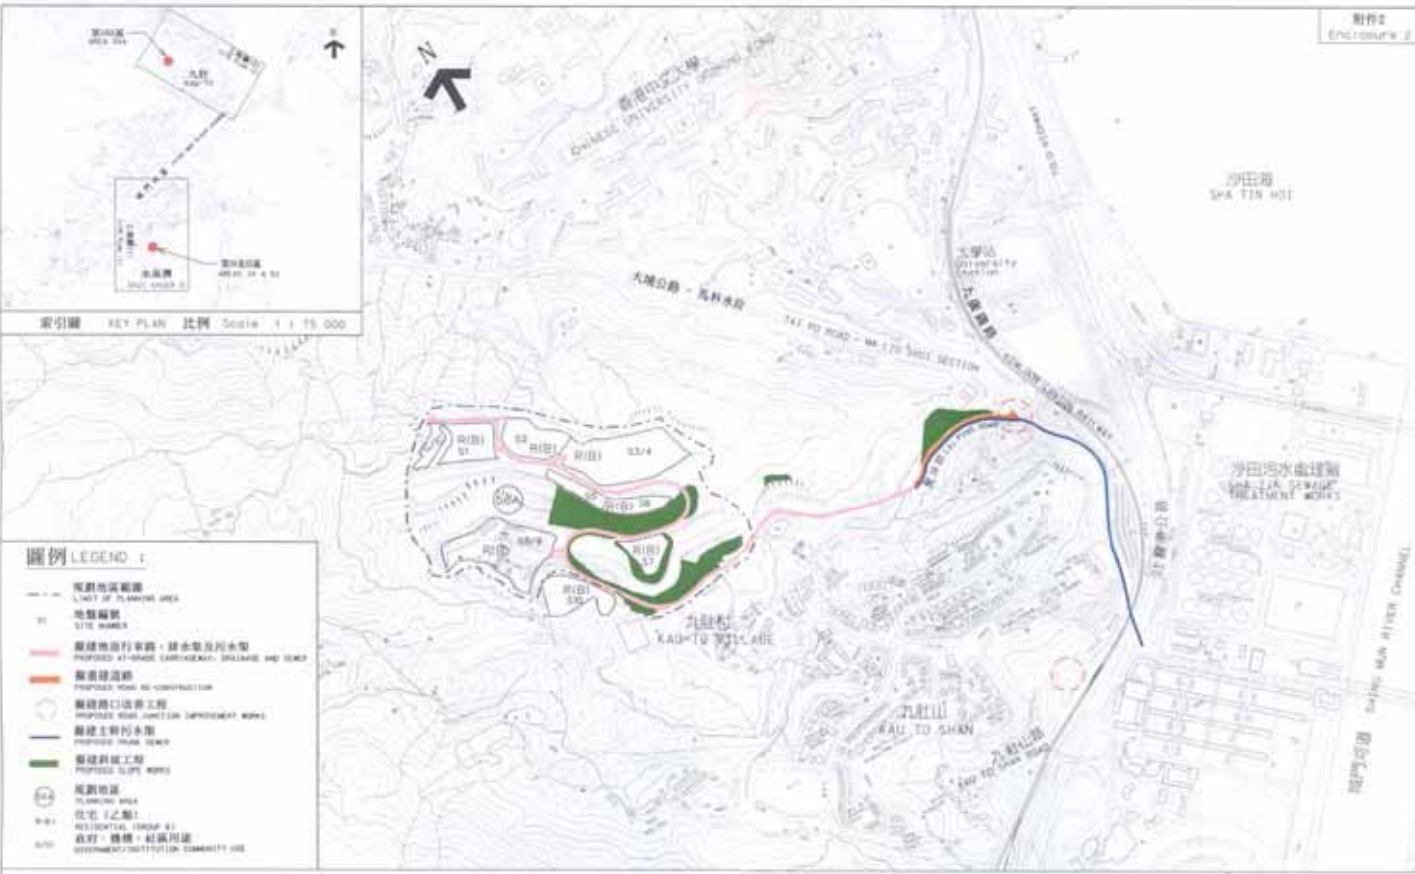 附件2
Enclosure 2
N
香港中文大學
CHINESE UNIVERSITY OF HONG KONG
九肚
KAU TO
水泉澳
索引圖 KEY PLAN 比例 Scale 1 : 75 000
沙田海
SHA TIN HOI
TOLO HIGHWAY
大學站
University
Station
九廣鐵路
KOWLOON CANTON RAILWAY
大埔公路 - 馬料水段
TAI PO ROAD - MA LIU SHUI SECTION
沙田污水處理廠
SHA TIN SEWAGE
TREATMENT WORKS
R(B)
S1
S2
R(B)
R(B)
S3/4
58A
S5
R(B) S6
R(B)
S8/9
R(B)
S7
R(B)
S10
九肚村
KAU TO VILLAGE
九肚山
KAU TO SHAN
九肚山路
KAU TO SHAN ROAD
城門河道
SHING MUN RIVER CHANNEL
圖例 LEGEND :
規劃地區範圍
LIMIT OF PLANNING AREA
S1
地盤編號
SITE NUMBER
擬建地面行車路、排水渠及污水渠
PROPOSED AT-GRADE CARRIAGEWAY, DRAINAGE AND SEWER
擬重建道路
PROPOSED ROAD RE-CONSTRUCTION
擬建路口改善工程
PROPOSED ROAD JUNCTION IMPROVEMENT WORKS
擬建主幹污水渠
PROPOSED TRUNK SEWER
擬建斜坡工程
PROPOSED SLOPE WORKS
規劃地區
PLANNING AREA
住宅（乙類）
RESIDENTIAL (GROUP B)
政府、機構、社區用途
GOVERNMENT/INSTITUTION COMMUNITY USE